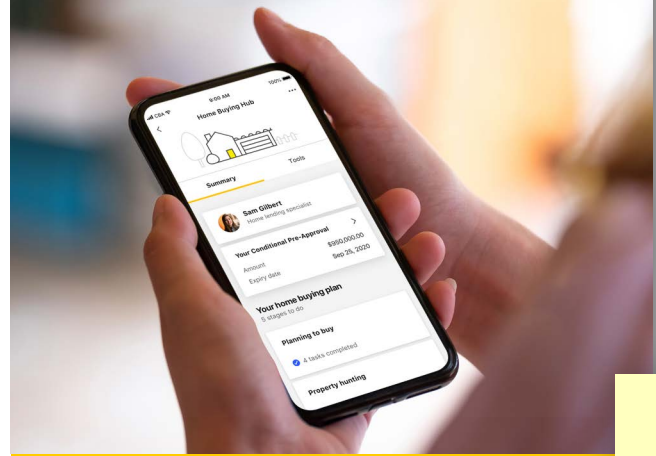 CBA 9:00 AM 100%
Home Buying Hub
Summary Tools
Sam Gilbert
Home lending specialist
Your Conditional Pre-Approval
Amount $950,000.00
Expiry date Sep 25, 2020
Your home buying plan
5 stages to do
Planning to buy
4 tasks completed
Property hunting